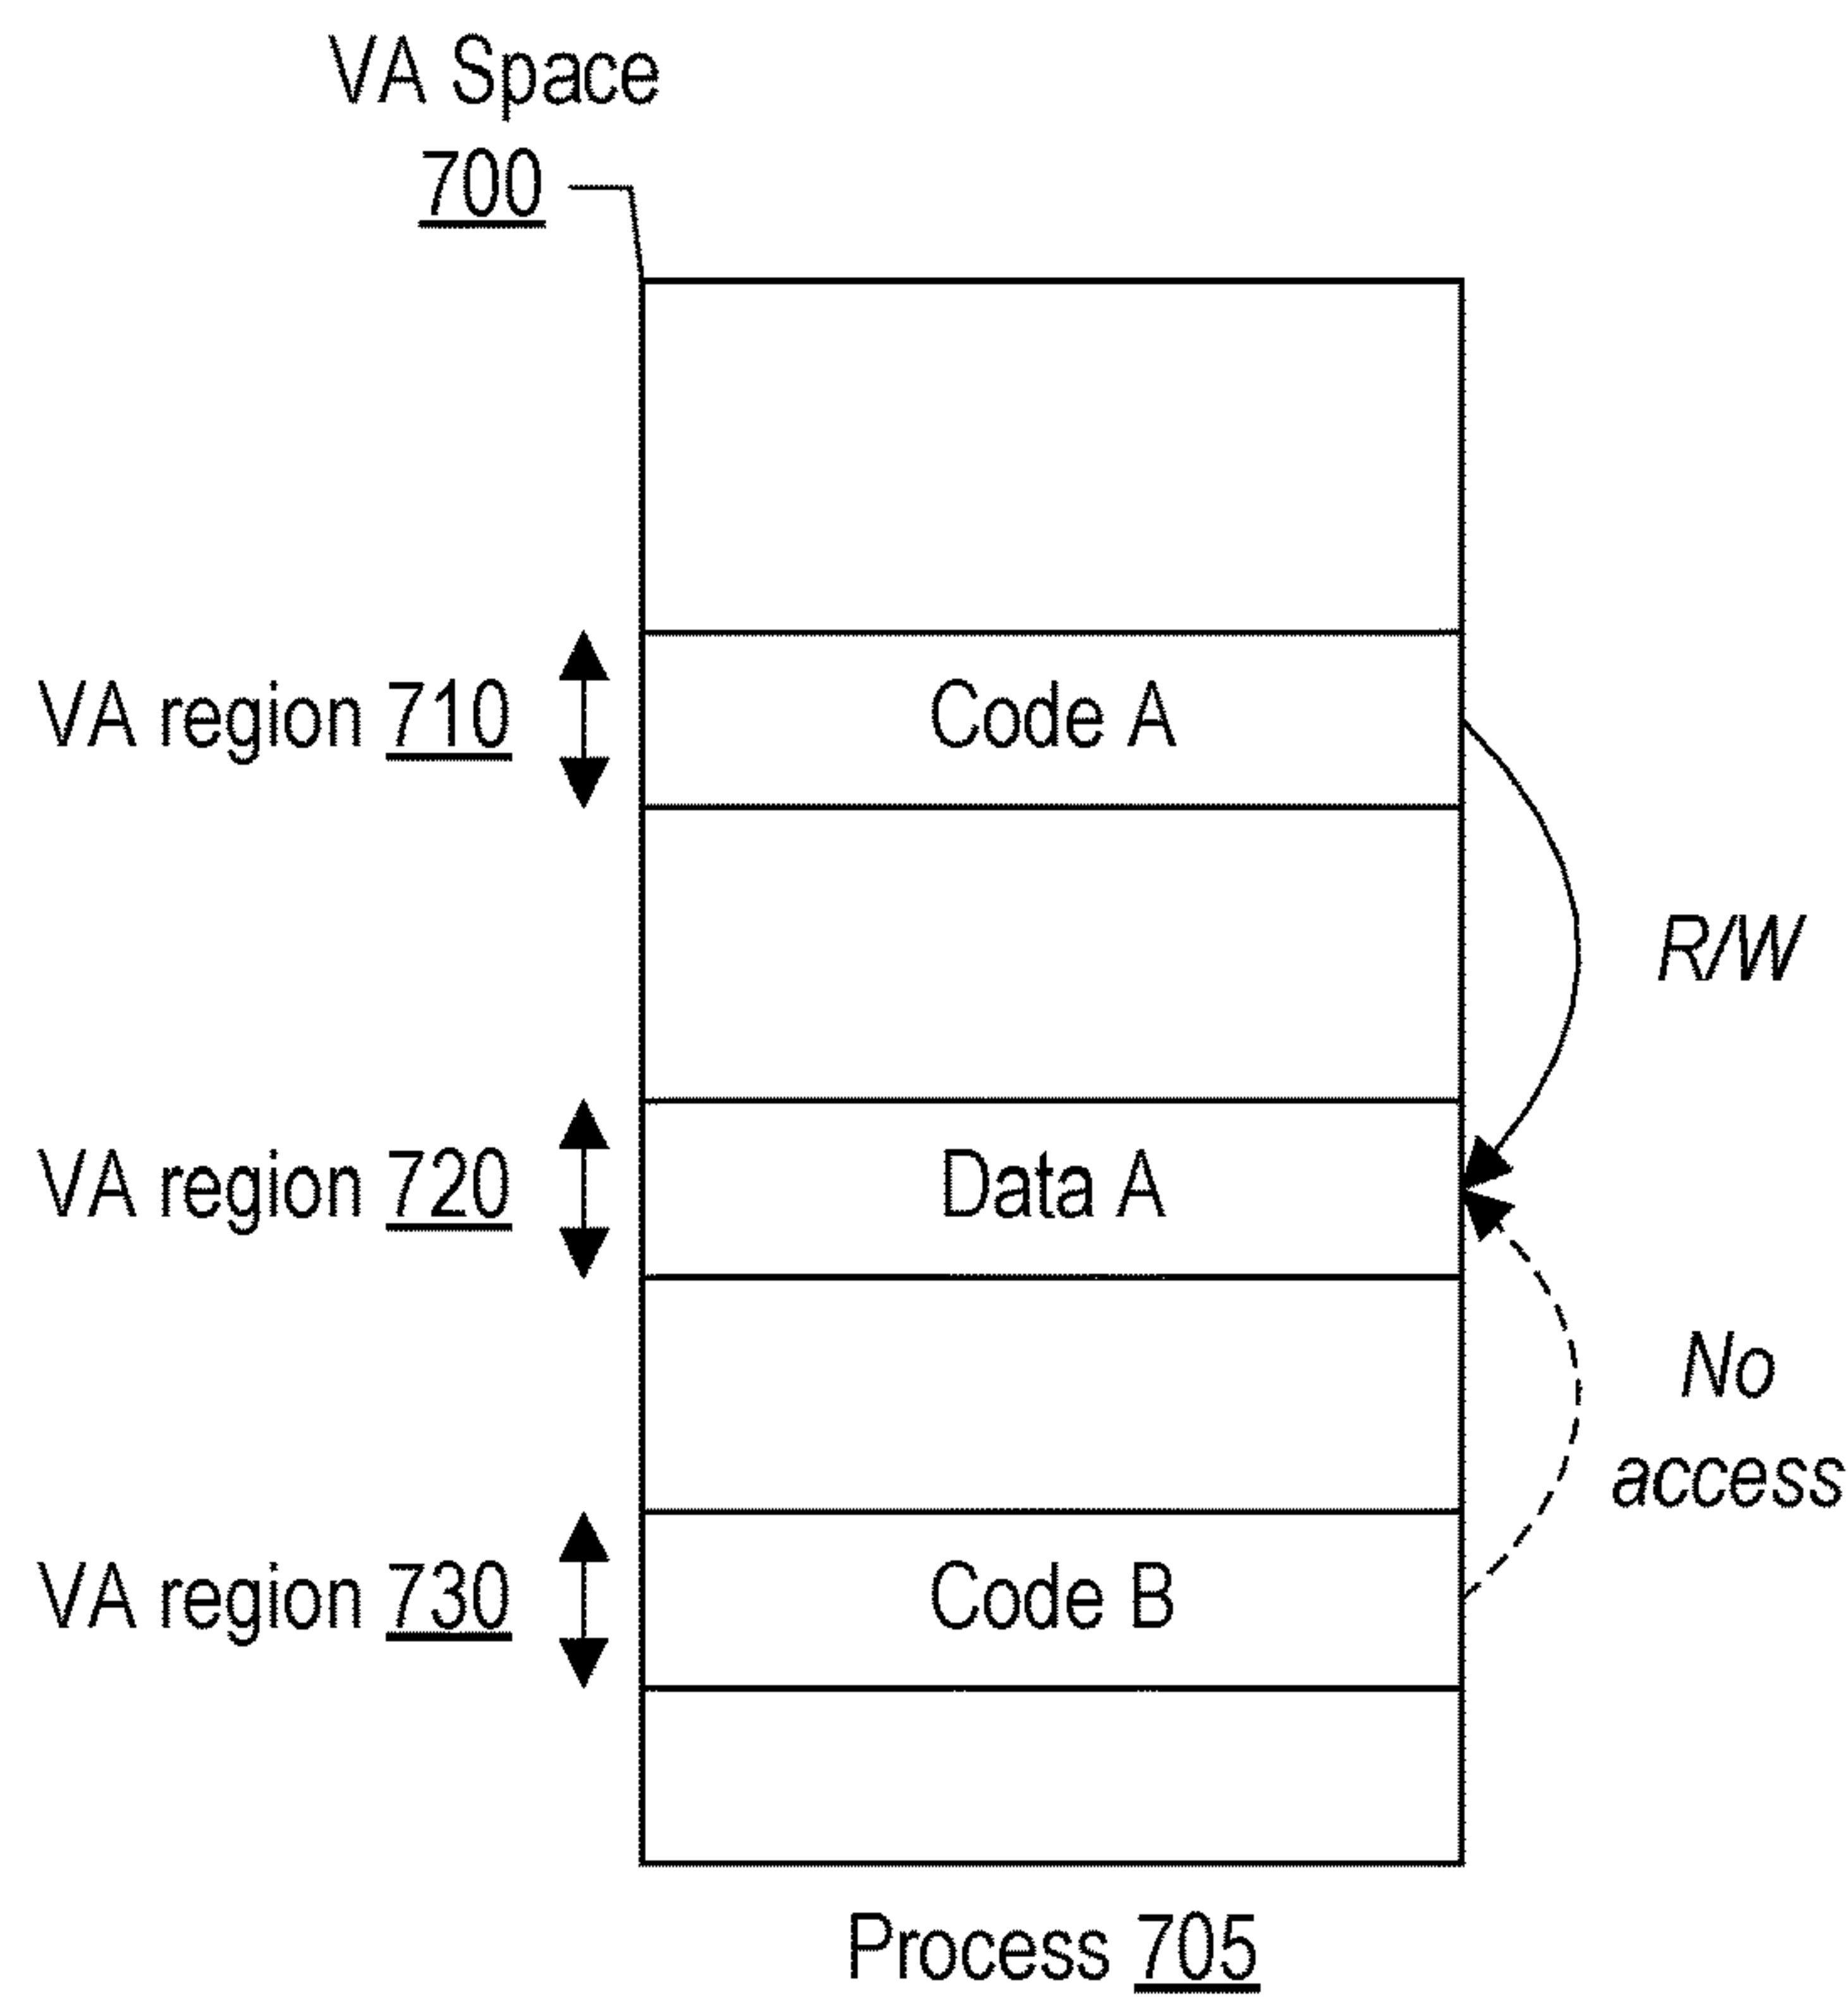 VA Space
700
VA region 710
Code A
R/W
VA region 720
Data A
No
access
VA region 730
Code B
Process 705